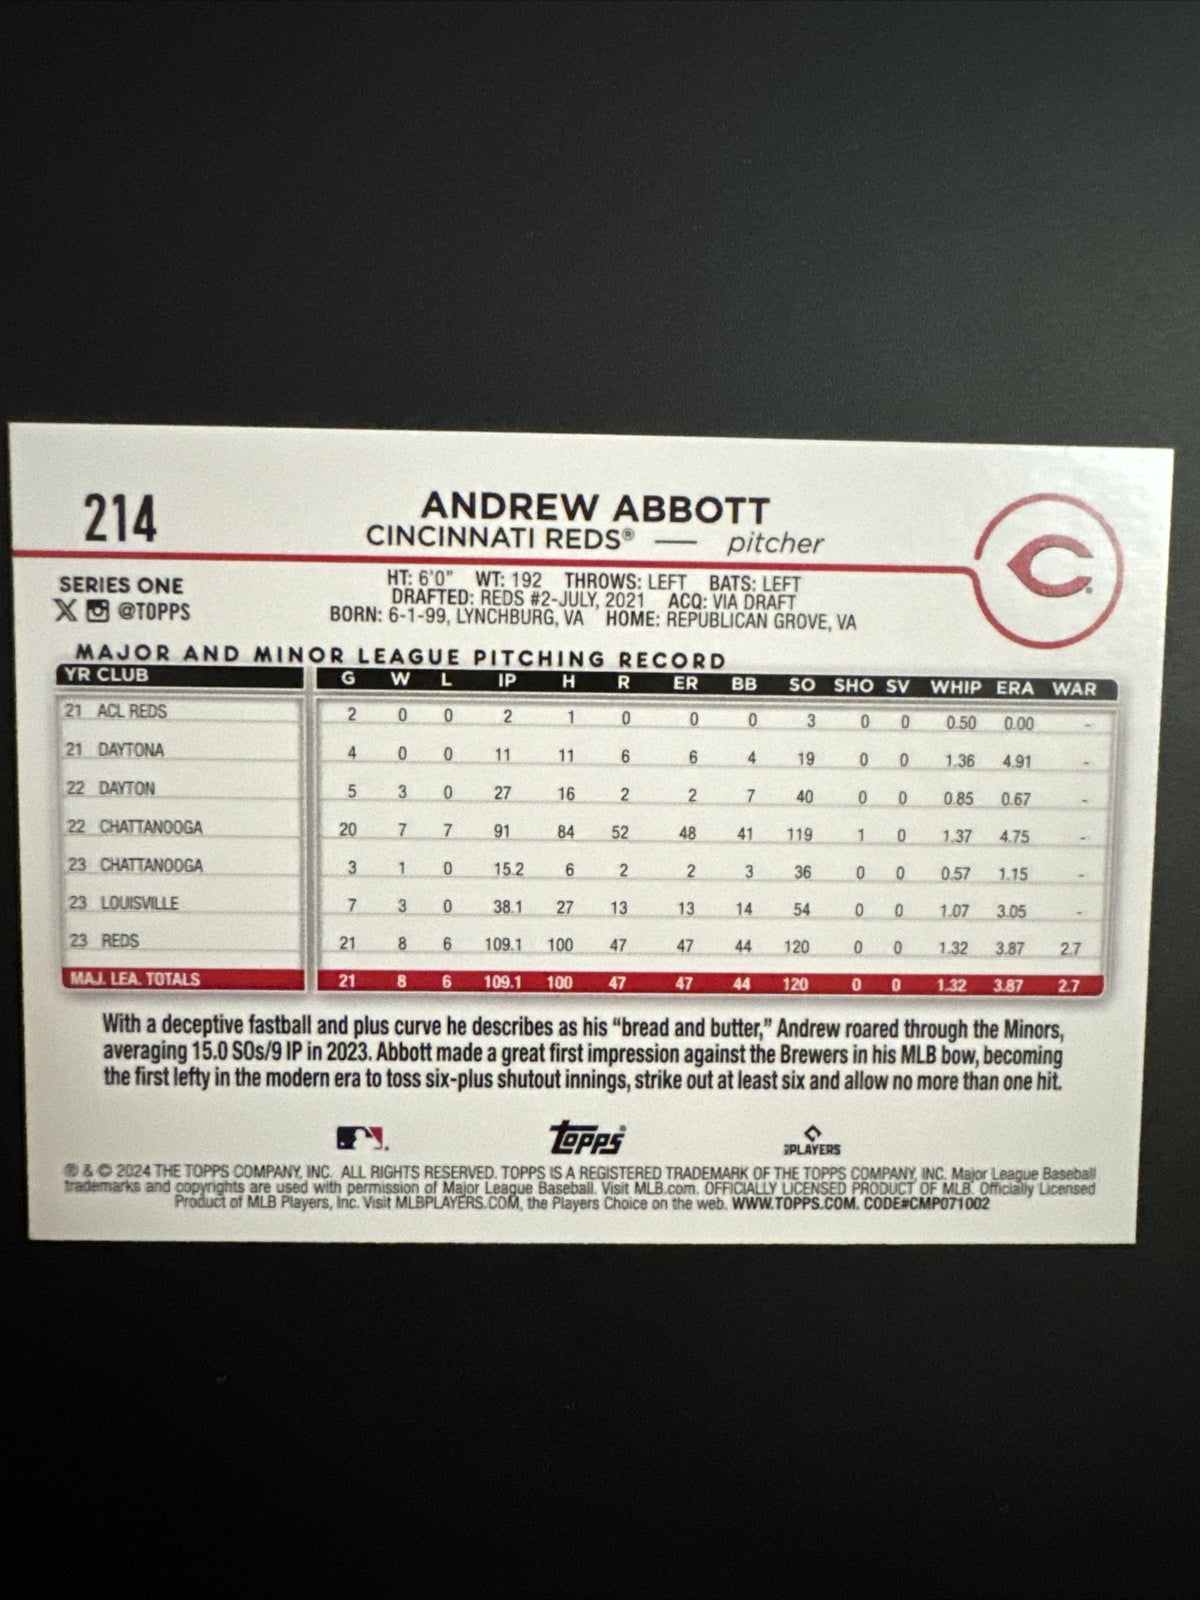 214
ANDREW ABBOTT
CINCINNATI REDS® — pitcher
C
SERIES ONE
X @TOPPS
HT: 6'0" WT: 192 THROWS: LEFT BATS: LEFT
DRAFTED: REDS #2-JULY, 2021 ACQ: VIA DRAFT
BORN: 6-1-99, LYNCHBURG, VA HOME: REPUBLICAN GROVE, VA
MAJOR AND MINOR LEAGUE PITCHING RECORD
YR CLUB G W L IP H R ER BB SO SHO SV WHIP ERA WAR
21 ACL REDS 2 0 0 2 1 0 0 0 3 0 0 0.50 0.00 -
21 DAYTONA 4 0 0 11 11 6 6 4 19 0 0 1.36 4.91 -
22 DAYTON 5 3 0 27 16 2 2 7 40 0 0 0.85 0.67 -
22 CHATTANOOGA 20 7 7 91 84 52 48 41 119 1 0 1.37 4.75 -
23 CHATTANOOGA 3 1 0 15.2 6 2 2 3 36 0 0 0.57 1.15 -
23 LOUISVILLE 7 3 0 38.1 27 13 13 14 54 0 0 1.07 3.05 -
23 REDS 21 8 6 109.1 100 47 47 44 120 0 0 1.32 3.87 2.7
MAJ. LEA. TOTALS 21 8 6 109.1 100 47 47 44 120 0 0 1.32 3.87 2.7
With a deceptive fastball and plus curve he describes as his “bread and butter,” Andrew roared through the Minors,
averaging 15.0 SOs/9 IP in 2023. Abbott made a great first impression against the Brewers in his MLB bow, becoming
the first lefty in the modern era to toss six-plus shutout innings, strike out at least six and allow no more than one hit.
topps® PLAYERS
® & © 2024 THE TOPPS COMPANY, INC. ALL RIGHTS RESERVED. TOPPS IS A REGISTERED TRADEMARK OF THE TOPPS COMPANY, INC. Major League Baseball
trademarks and copyrights are used with permission of Major League Baseball. Visit MLB.com. OFFICIALLY LICENSED PRODUCT OF MLB. Officially Licensed
Product of MLB Players, Inc. Visit MLBPLAYERS.COM, the Players Choice on the web. WWW.TOPPS.COM. CODE#CMP071002